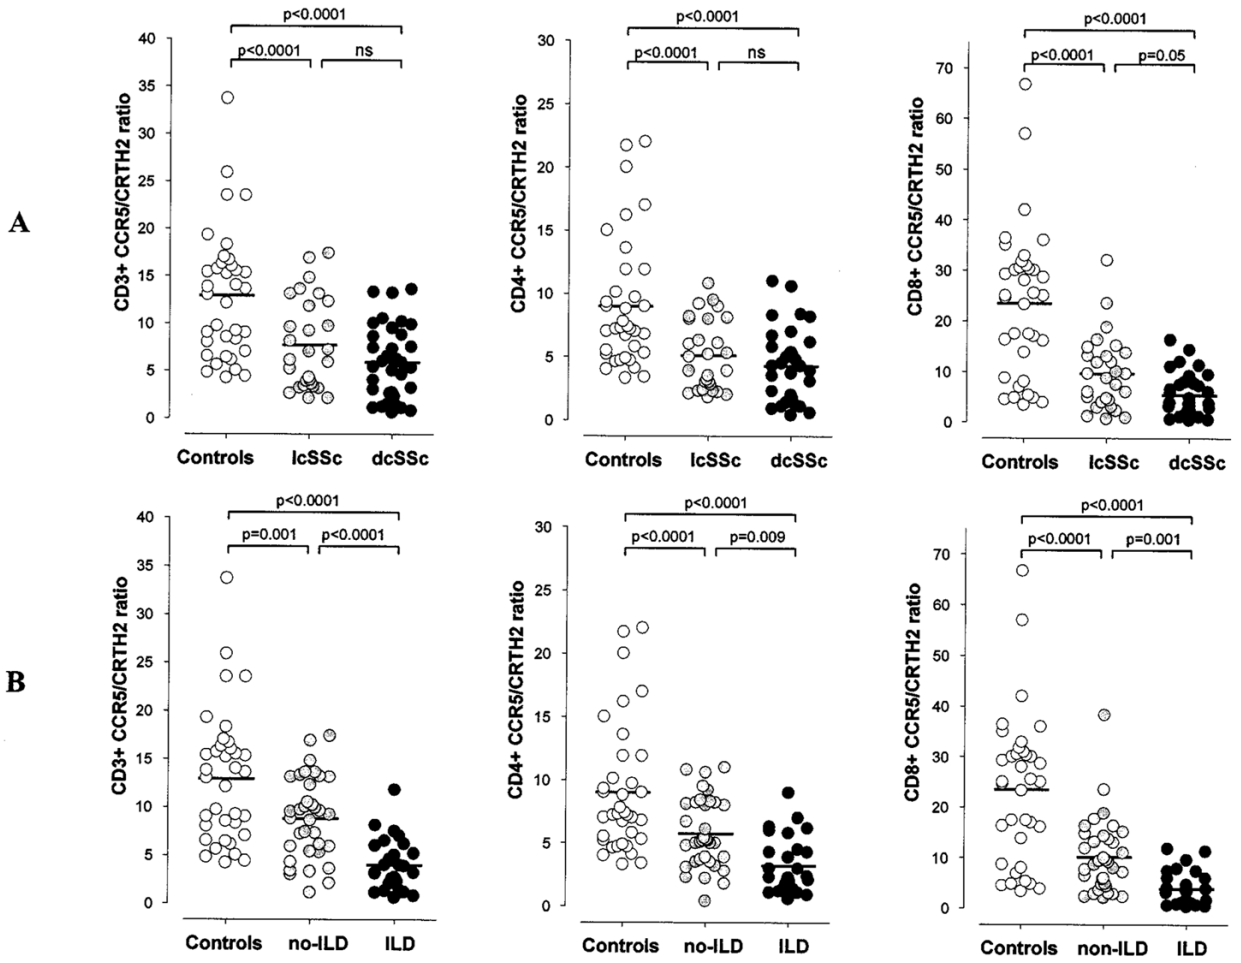 A
p<0.0001
p<0.0001 ns
CD3+ CCR5/CRTH2 ratio
40
35
30
25
20
15
10
5
0
Controls lcSSc dcSSc
p<0.0001
p<0.0001 ns
CD4+ CCR5/CRTH2 ratio
30
25
20
15
10
5
0
Controls lcSSc dcSSc
p<0.0001
p<0.0001 p=0.05
CD8+ CCR5/CRTH2 ratio
70
60
50
40
30
20
10
0
Controls lcSSc dcSSc
B
p<0.0001
p=0.001 p<0.0001
CD3+ CCR5/CRTH2 ratio
40
35
30
25
20
15
10
5
0
Controls no-ILD ILD
p<0.0001
p<0.0001 p=0.009
CD4+ CCR5/CRTH2 ratio
30
25
20
15
10
5
0
Controls no-ILD ILD
p<0.0001
p<0.0001 p=0.001
CD8+ CCR5/CRTH2 ratio
70
60
50
40
30
20
10
0
Controls non-ILD ILD